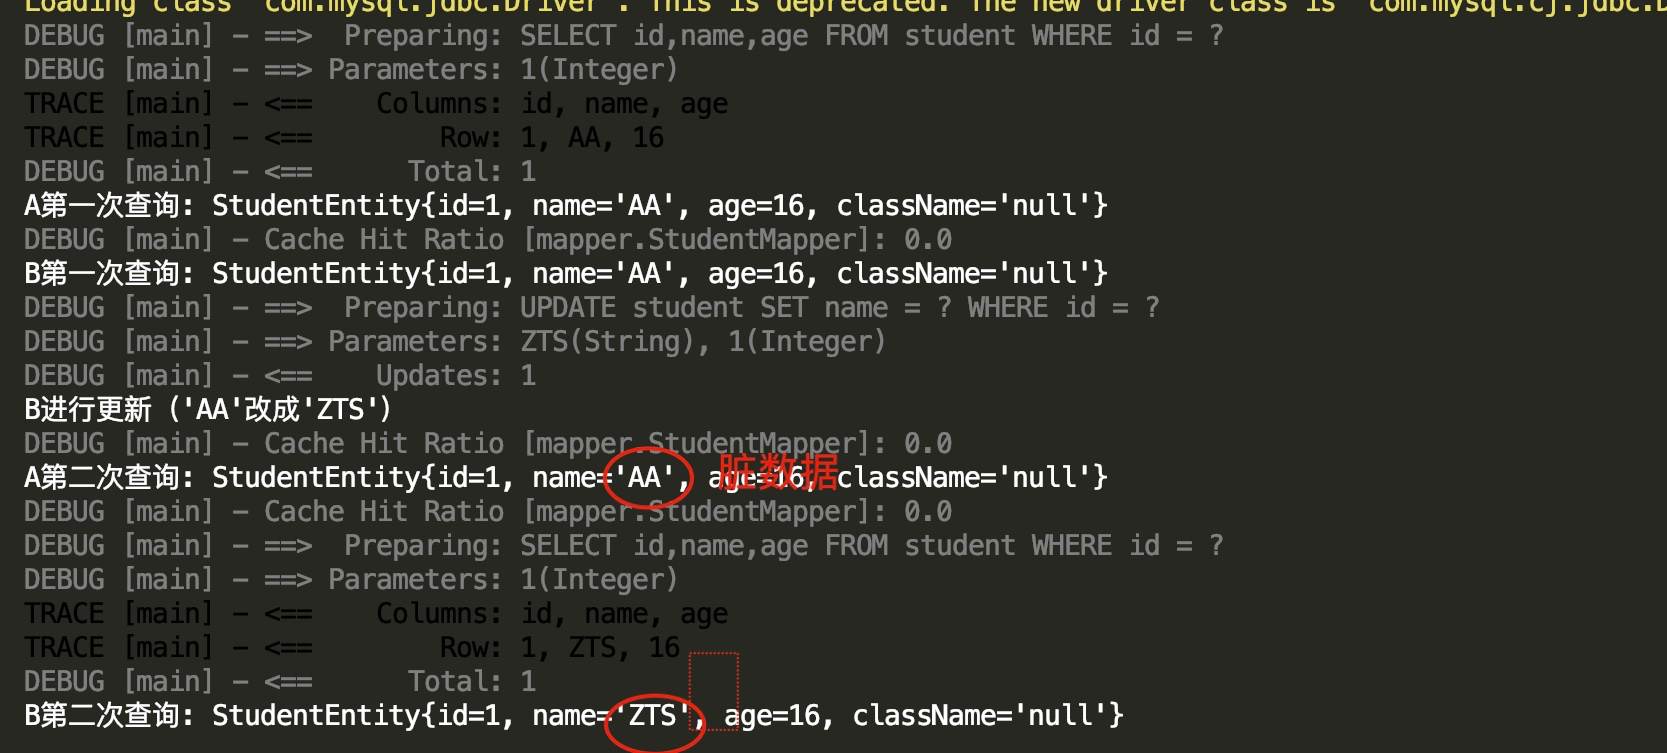 Loading class `com.mysql.jdbc.Driver'. This is deprecated. The new driver class is `com.mysql.cj.jdbc.D
DEBUG [main] - ==>  Preparing: SELECT id,name,age FROM student WHERE id = ?
DEBUG [main] - ==> Parameters: 1(Integer)
TRACE [main] - <==    Columns: id, name, age
TRACE [main] - <==        Row: 1, AA, 16
DEBUG [main] - <==      Total: 1
A第一次查询: StudentEntity{id=1, name='AA', age=16, className='null'}
DEBUG [main] - Cache Hit Ratio [mapper.StudentMapper]: 0.0
B第一次查询: StudentEntity{id=1, name='AA', age=16, className='null'}
DEBUG [main] - ==>  Preparing: UPDATE student SET name = ? WHERE id = ?
DEBUG [main] - ==> Parameters: ZTS(String), 1(Integer)
DEBUG [main] - <==    Updates: 1
B进行更新（'AA'改成'ZTS'）
DEBUG [main] - Cache Hit Ratio [mapper.StudentMapper]: 0.0
A第二次查询: StudentEntity{id=1, name='AA', age=16, className='null'}
脏数据
DEBUG [main] - Cache Hit Ratio [mapper.StudentMapper]: 0.0
DEBUG [main] - ==>  Preparing: SELECT id,name,age FROM student WHERE id = ?
DEBUG [main] - ==> Parameters: 1(Integer)
TRACE [main] - <==    Columns: id, name, age
TRACE [main] - <==        Row: 1, ZTS, 16
DEBUG [main] - <==      Total: 1
B第二次查询: StudentEntity{id=1, name='ZTS', age=16, className='null'}